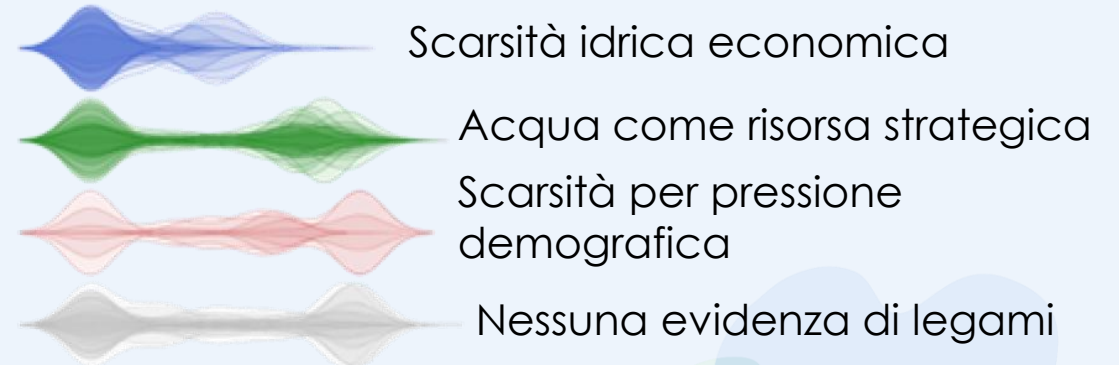 Scarsità idrica economica
Acqua come risorsa strategica
Scarsità per pressione
demografica
Nessuna evidenza di legami